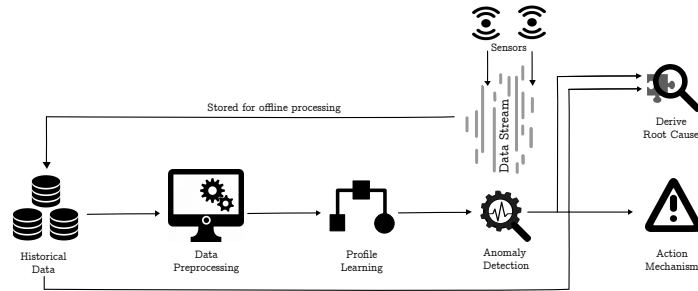 Sensors
Stored for offline processing
Data Stream
Derive
Root Cause
Historical
Data
Data
Preprocessing
Profile
Learning
Anomaly
Detection
Action
Mechanism